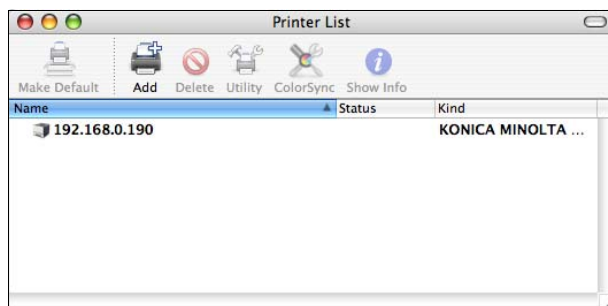 Printer List
Make Default Add Delete Utility ColorSync Show Info
Name Status Kind
192.168.0.190 KONICA MINOLTA ...